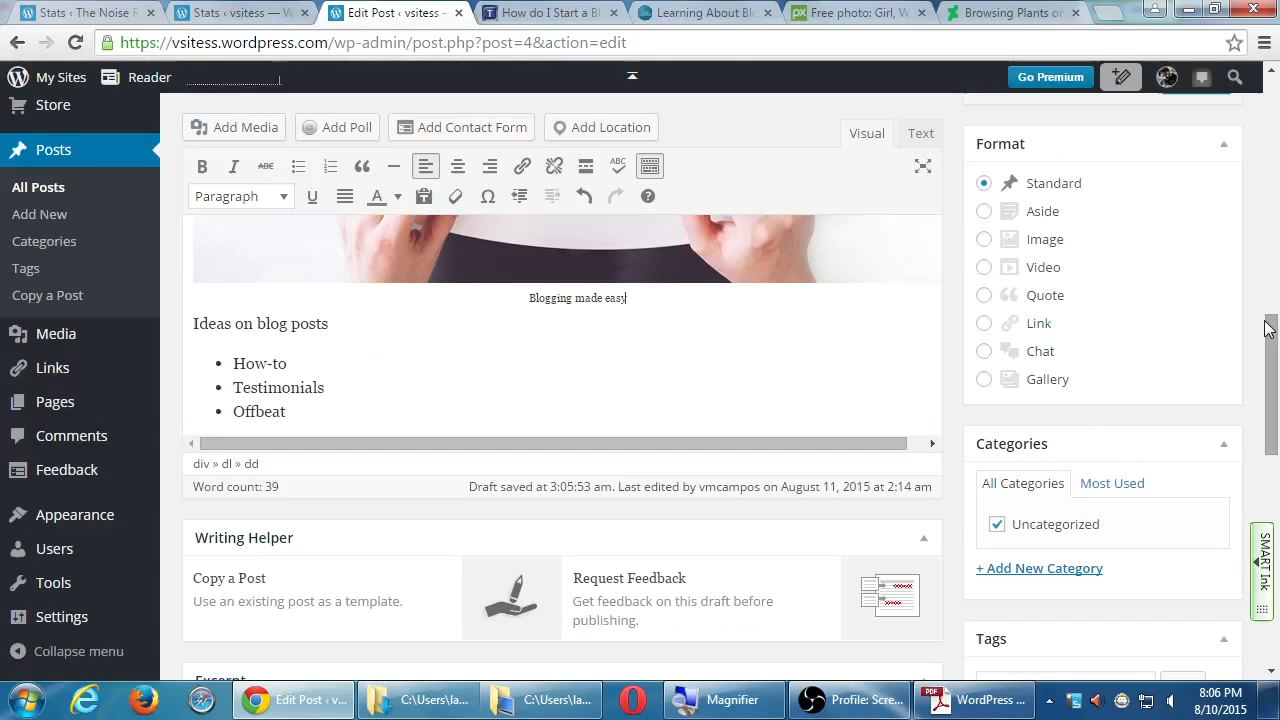 Stats ‹ The Noise R
Stats ‹ vsitess — W
Edit Post ‹ vsitess –
How do I Start a Bl
Learning About Blo
Free photo: Girl, W
Browsing Plants on
https://vsitess.wordpress.com/wp-admin/post.php?post=4&action=edit
My Sites
Reader
Go Premium
Store
Posts
All Posts
Add New
Categories
Tags
Copy a Post
Media
Links
Pages
Comments
Feedback
Appearance
Users
Tools
Settings
Collapse menu
Add Media
Add Poll
Add Contact Form
Add Location
Visual
Text
B I ABC
ABC
Paragraph
U
A
Ω
Blogging made easy
Ideas on blog posts
How-to
Testimonials
Offbeat
div » dl » dd
Word count: 39
Draft saved at 3:05:53 am. Last edited by vmcampos on August 11, 2015 at 2:14 am
Writing Helper
Copy a Post
Use an existing post as a template.
Request Feedback
Get feedback on this draft before
publishing.
Excerpt
Format
Standard
Aside
Image
Video
Quote
Link
Chat
Gallery
Categories
All Categories
Most Used
Uncategorized
+ Add New Category
Tags
SMART Ink
Edit Post ‹ v...
C:\Users\la...
C:\Users\la...
Magnifier
Profile: Scre...
PDF
WordPress ...
8:06 PM
8/10/2015